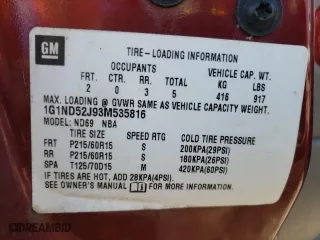 GM
TIRE-LOADING INFORMATION
OCCUPANTS VEHICLE CAP. WT.
FRT. CTR. RR. TOTAL KG LBS
2 0 3 5 416 917
MAX. LOADING @ GVWR SAME AS VEHICLE CAPACITY WEIGHT.
1G1ND52J93M535816
MODEL: ND69 NBA
TIRE SIZE SPEED RTG COLD TIRE PRESSURE
FRT P215/60R15 S 200KPA(29PSI)
RR P215/60R15 S 180KPA(26PSI)
SPA T125/70D15 M 420KPA(60PSI)
IF TIRES ARE HOT, ADD 28KPA(4PSI).
SEE OWNER'S MANUAL FOR ADDITIONAL INFORMATION